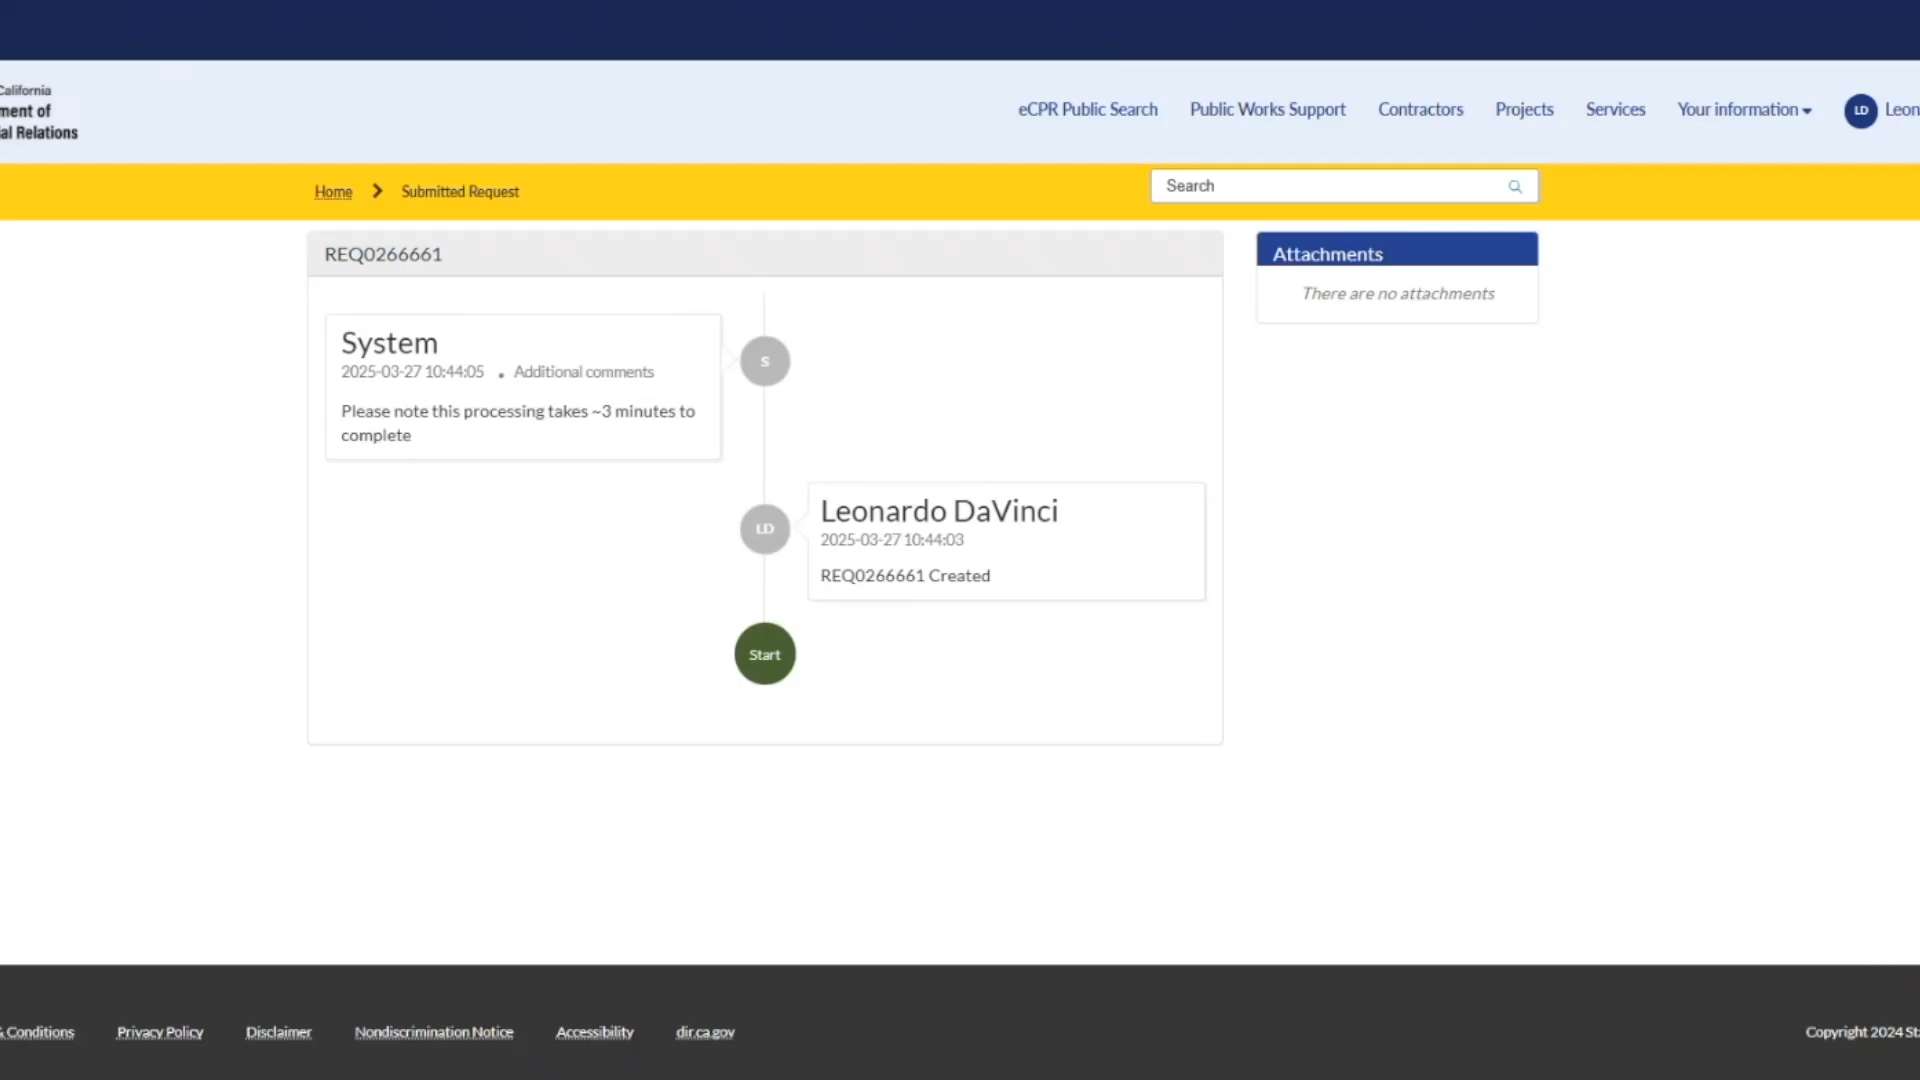 California
ment of
al Relations
eCPR Public Search
Public Works Support
Contractors
Projects
Services
Your information
LD
Leon
Home
Submitted Request
Search
REQ0266661
Attachments
There are no attachments
System
2025-03-27 10:44:05 • Additional comments
Please note this processing takes ~3 minutes to
complete
S
LD
Leonardo DaVinci
2025-03-27 10:44:03
REQ0266661 Created
Start
& Conditions
Privacy Policy
Disclaimer
Nondiscrimination Notice
Accessibility
dir.ca.gov
Copyright 2024 St